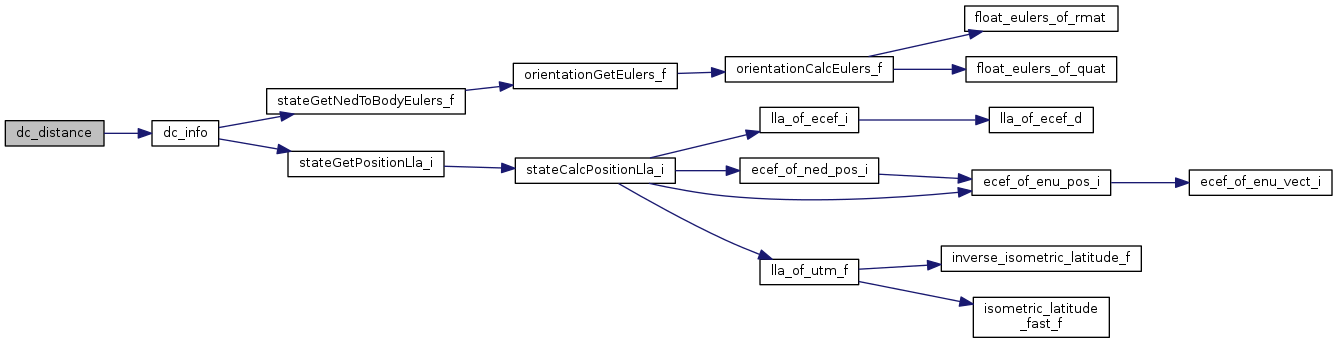 float_eulers_of_rmat
orientationGetEulers_f
orientationCalcEulers_f
float_eulers_of_quat
stateGetNedToBodyEulers_f
dc_distance
dc_info
lla_of_ecef_i
lla_of_ecef_d
stateGetPositionLla_i
stateCalcPositionLla_i
ecef_of_ned_pos_i
ecef_of_enu_pos_i
ecef_of_enu_vect_i
lla_of_utm_f
inverse_isometric_latitude_f
isometric_latitude
_fast_f